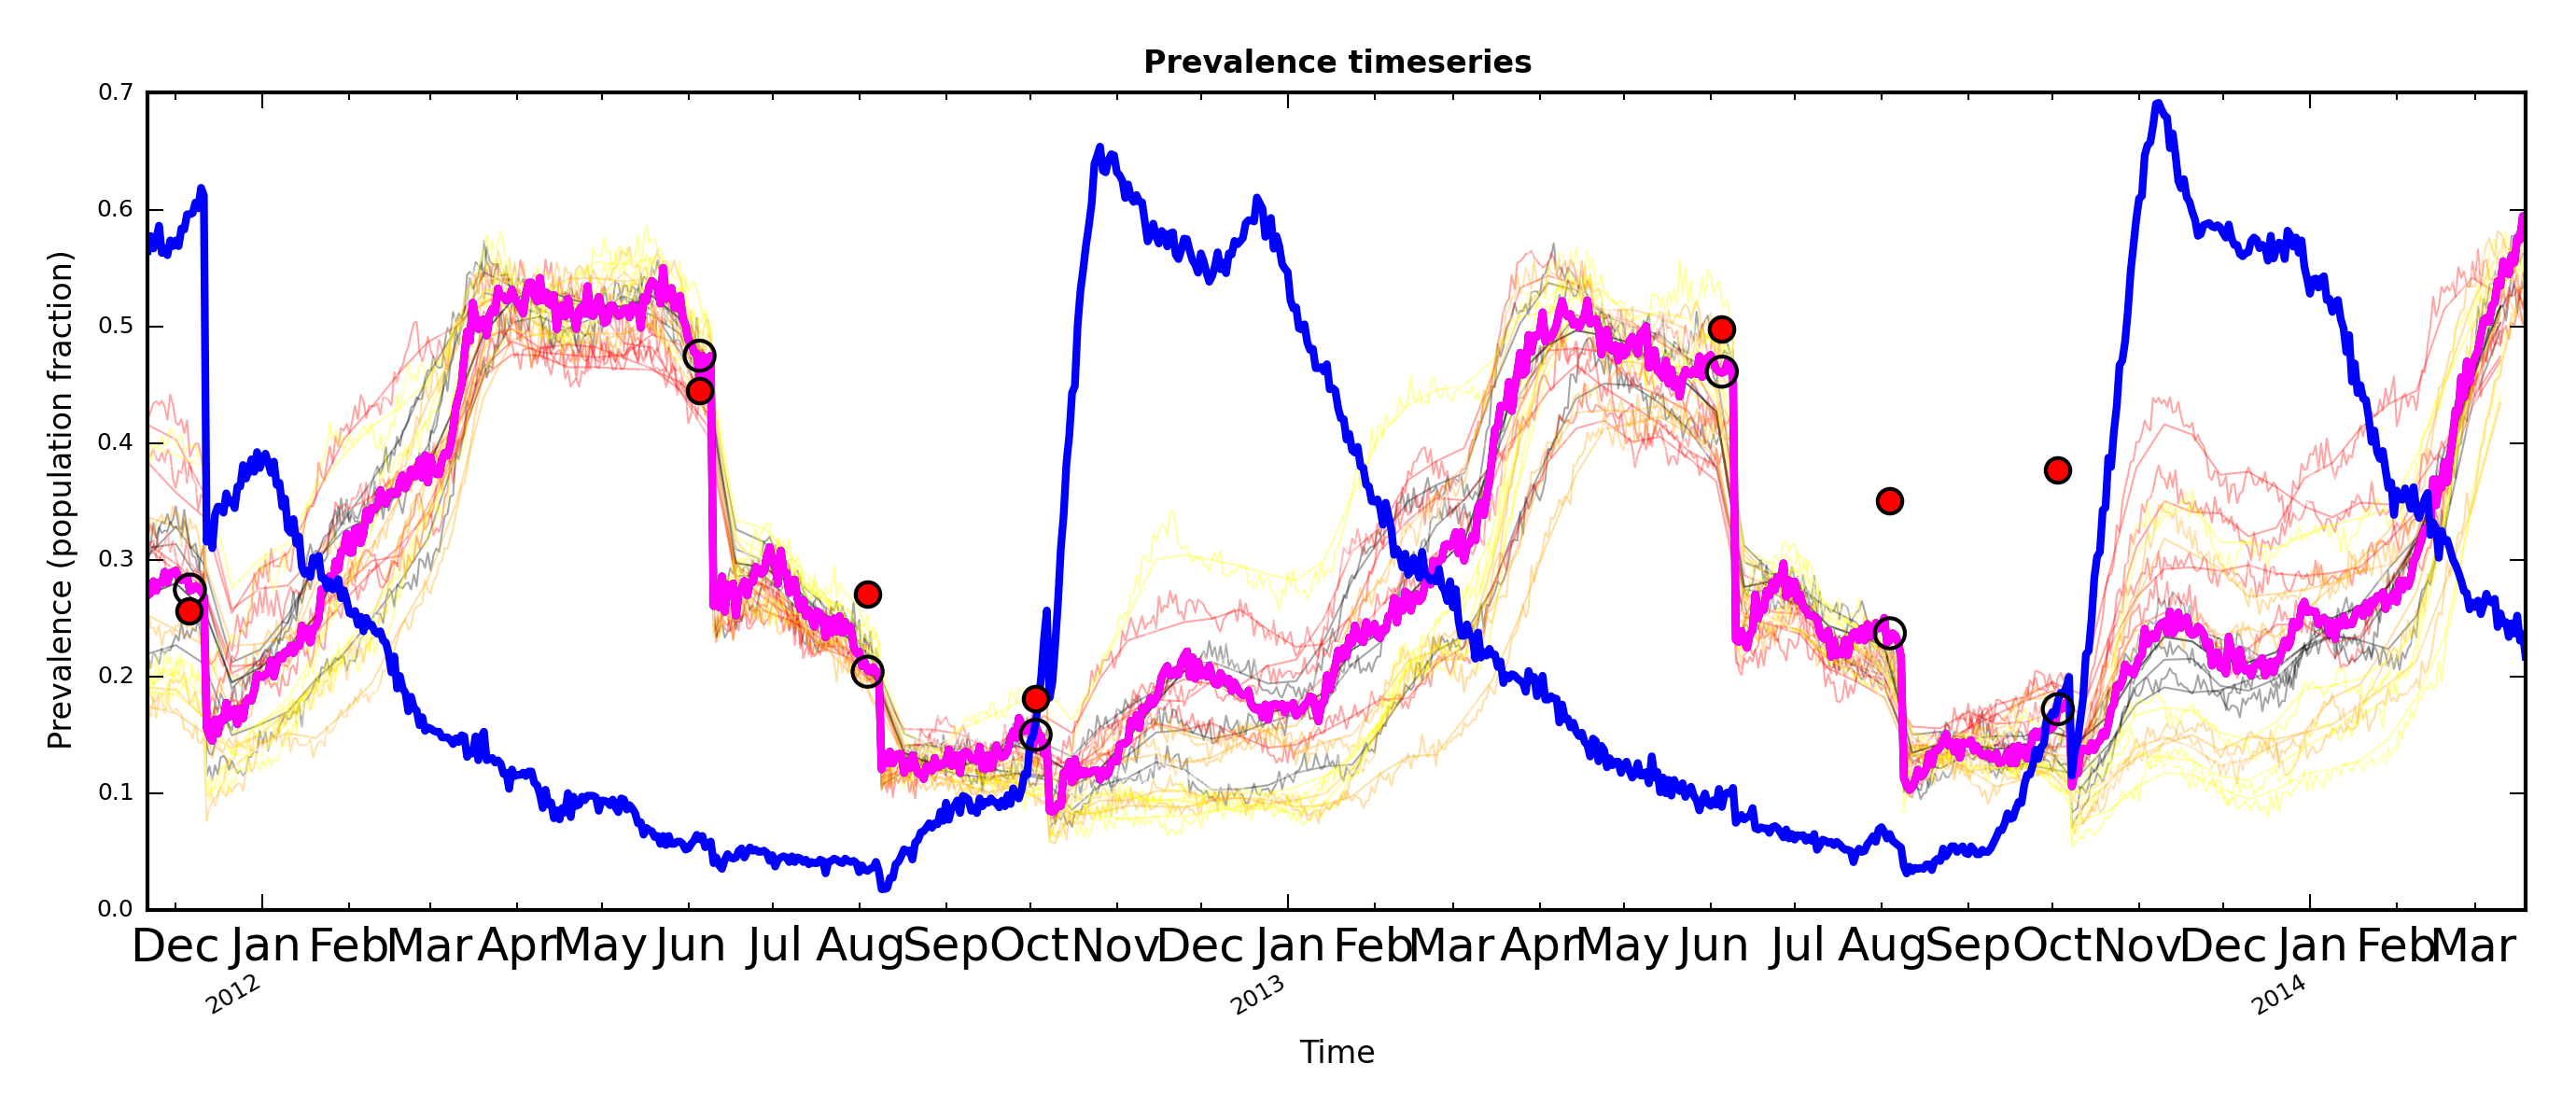 Prevalence timeseries
0.7
0.6
0.5
0.4
0.3
0.2
0.1
0.0
Prevalence (population fraction)
Dec Jan Feb Mar Apr May Jun Jul Aug Sep Oct Nov Dec Jan Feb Mar Apr May Jun Jul Aug Sep Oct Nov Dec Jan Feb Mar
2012 2013 2014
Time